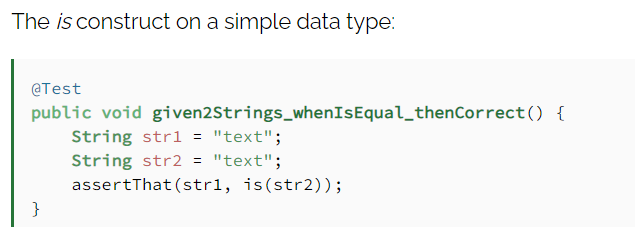 The is construct on a simple data type:
@Test
public void given2Strings_whenIsEqual_thenCorrect() {
    String str1 = "text";
    String str2 = "text";
    assertThat(str1, is(str2));
}